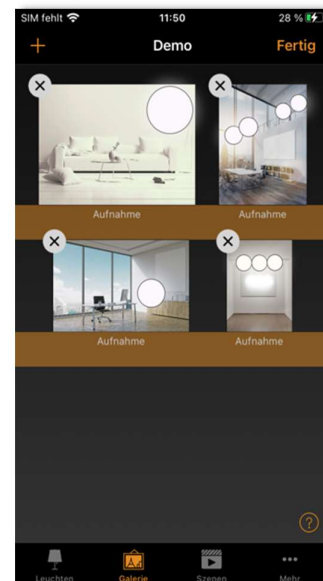 SIM fehlt 11:50 28 %
+ Demo Fertig
Aufnahme Aufnahme
Aufnahme Aufnahme
?
Leuchten Galerie Szenen Mehr